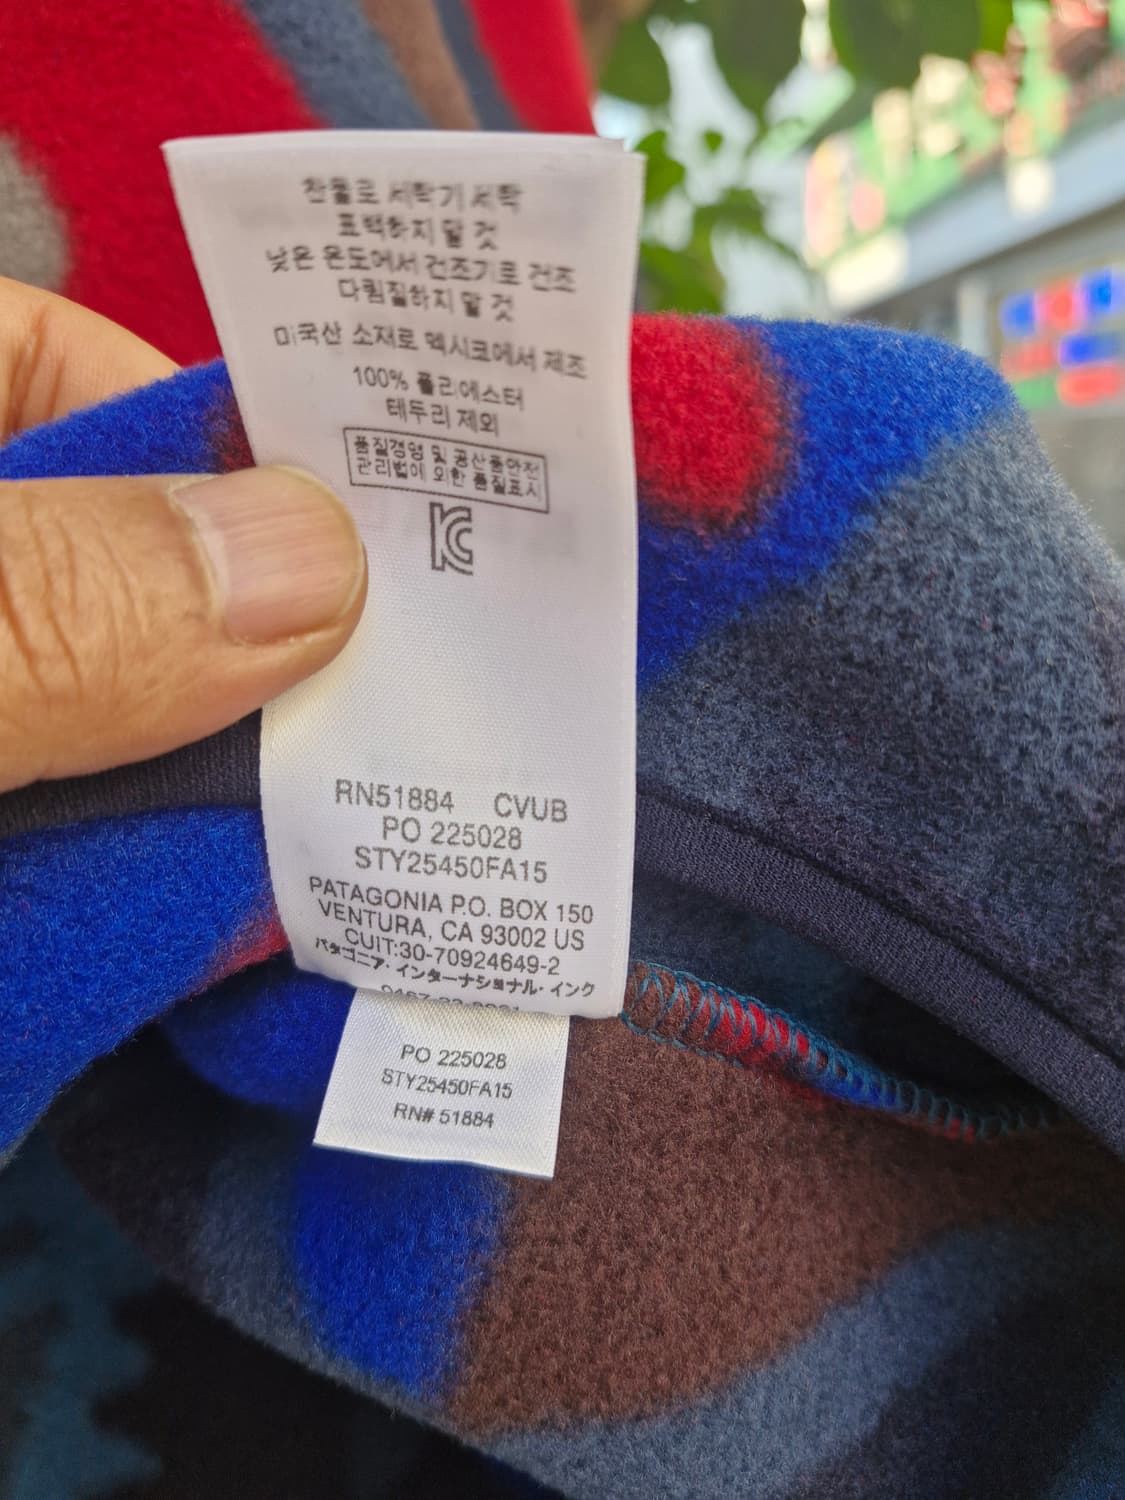 찬물로 세탁기 세탁
표백하지 말 것
낮은 온도에서 건조기로 건조
다림질하지 말 것
미국산 소재로 멕시코에서 제조
100% 폴리에스터
테두리 제외
품질경영 및 공산품안전
관리법에 의한 품질표시
KC
RN51884 CVUB
PO 225028
STY25450FA15
PATAGONIA P.O. BOX 150
VENTURA, CA 93002 US
CUIT:30-70924649-2
パタゴニア・インターナショナル・インク
PO 225028
STY25450FA15
RN# 51884